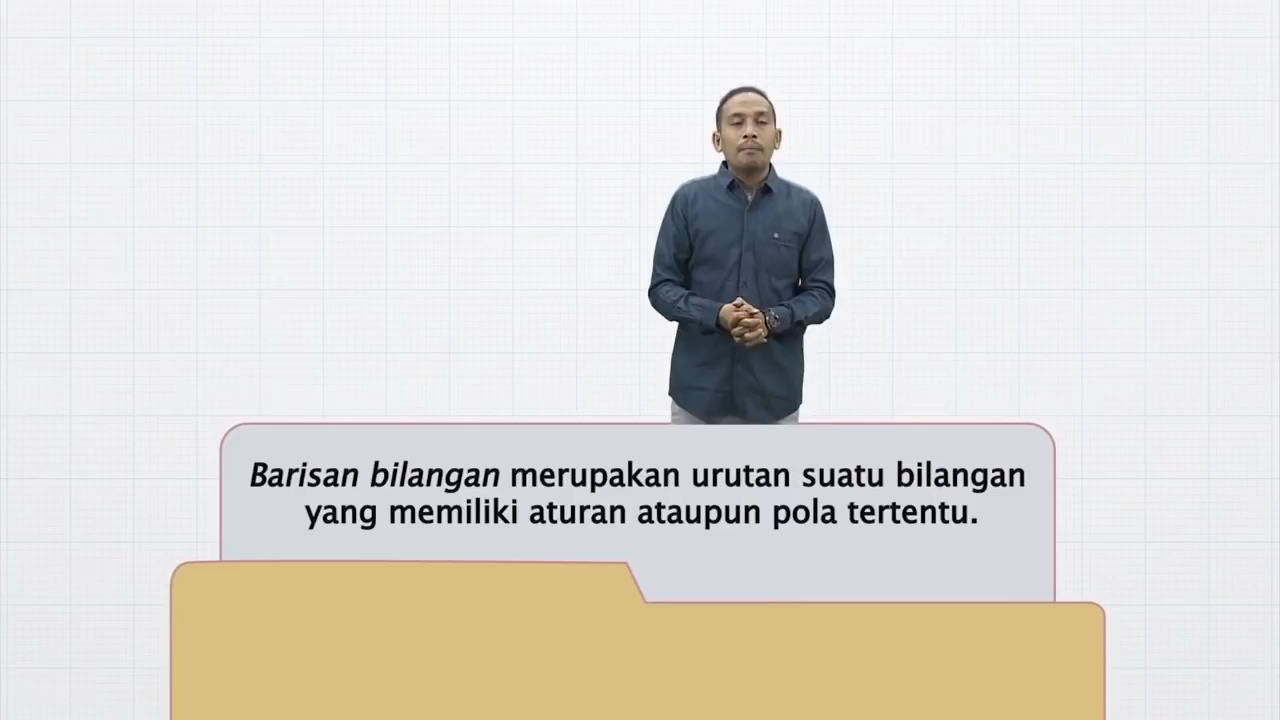 Barisan bilangan merupakan urutan suatu bilangan
yang memiliki aturan ataupun pola tertentu.